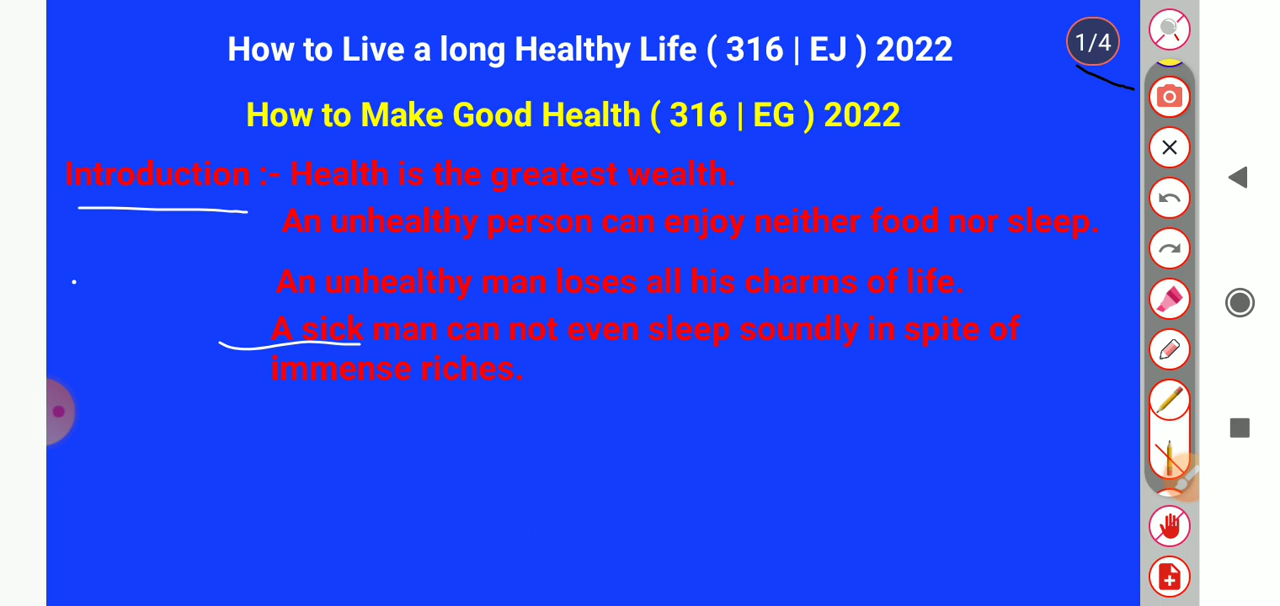 How to Live a long Healthy Life ( 316 | EJ ) 2022
1/4
How to Make Good Health ( 316 | EG ) 2022
Introduction :- Health is the greatest wealth.
An unhealthy person can enjoy neither food nor sleep.
An unhealthy man loses all his charms of life.
A sick man can not even sleep soundly in spite of
immense riches.